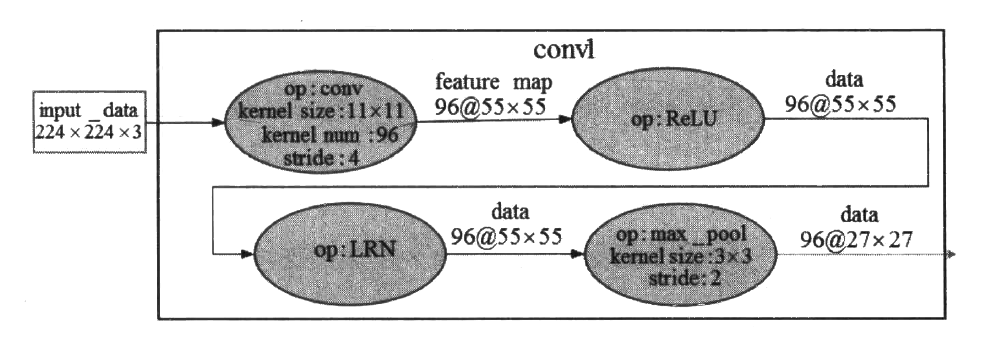 conv1
input _data
224×224×3
op:conv
kernel size:11×11
kernel num :96
stride:4
feature map
96@55×55
op:ReLU
data
96@55×55
op:LRN
data
96@55×55
op:max _pool
kernel size:3×3
stride:2
data
96@27×27